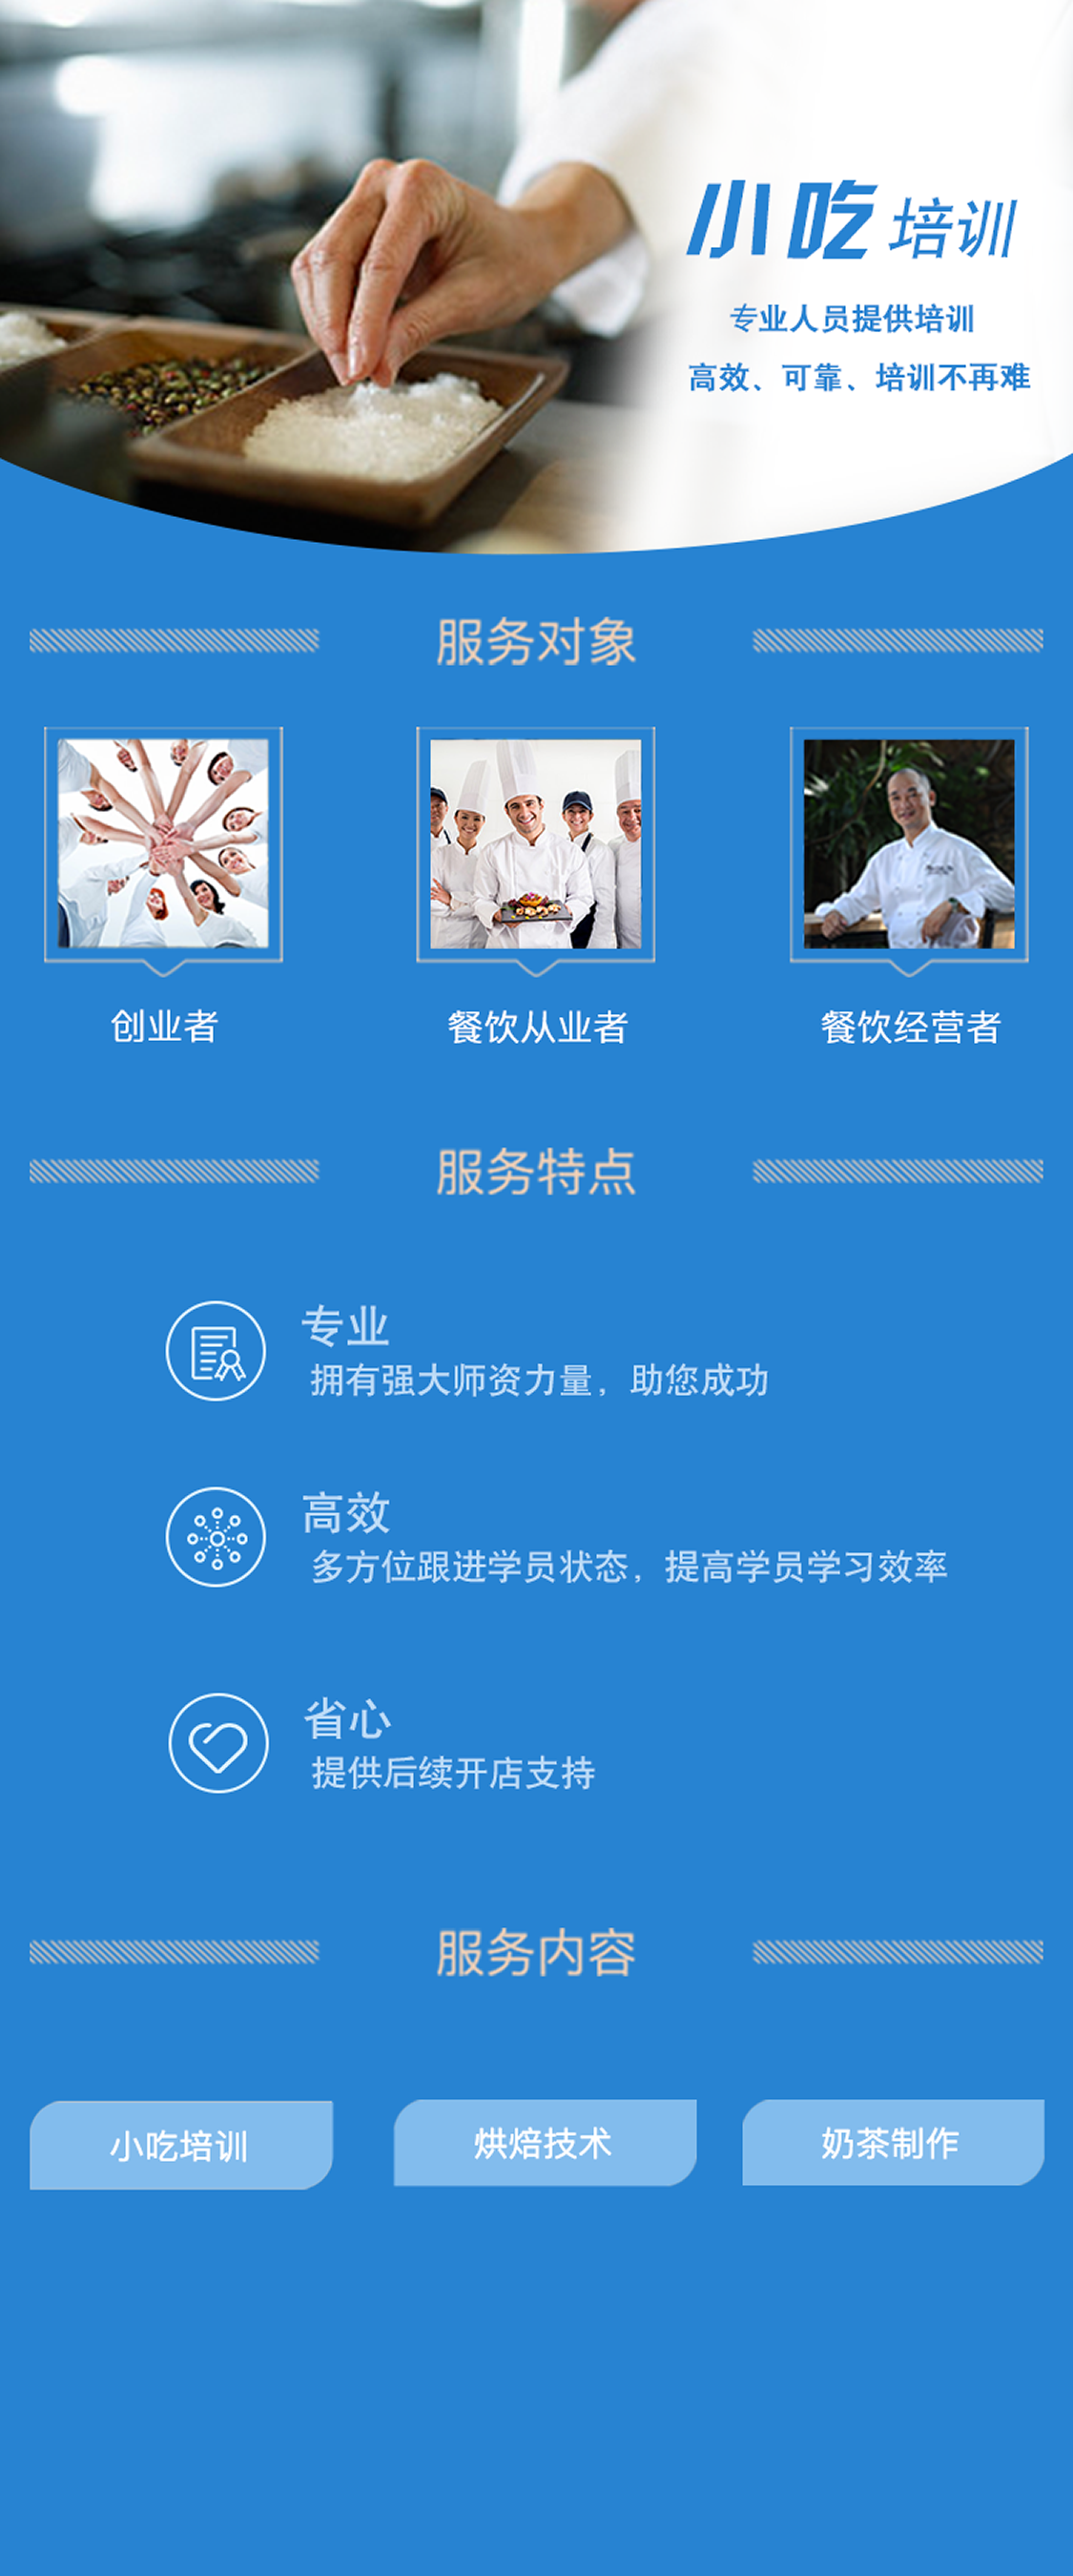 小吃培训
专业人员提供培训
高效、可靠、培训不再难
服务对象
创业者
餐饮从业者
餐饮经营者
服务特点
专业
拥有强大师资力量，助您成功
高效
多方位跟进学员状态，提高学员学习效率
省心
提供后续开店支持
服务内容
小吃培训
烘焙技术
奶茶制作